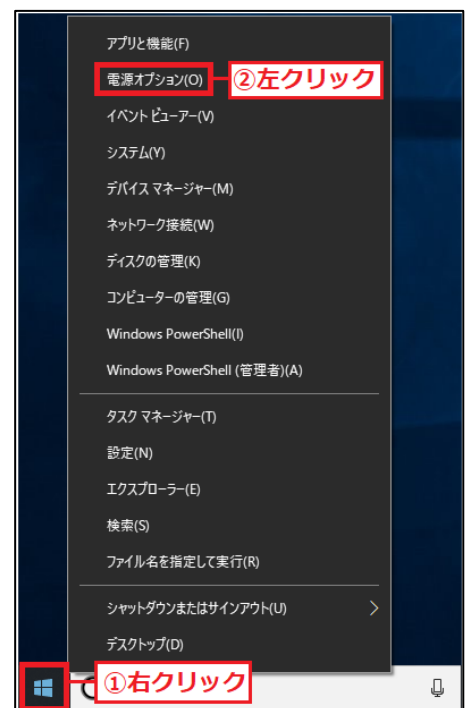 アプリと機能(F)
電源オプション(O) ②左クリック
イベント ビューアー(V)
システム(Y)
デバイス マネージャー(M)
ネットワーク接続(W)
ディスクの管理(K)
コンピューターの管理(G)
Windows PowerShell(I)
Windows PowerShell (管理者)(A)
タスク マネージャー(T)
設定(N)
エクスプローラー(E)
検索(S)
ファイル名を指定して実行(R)
シャットダウンまたはサインアウト(U)
デスクトップ(D)
①右クリック